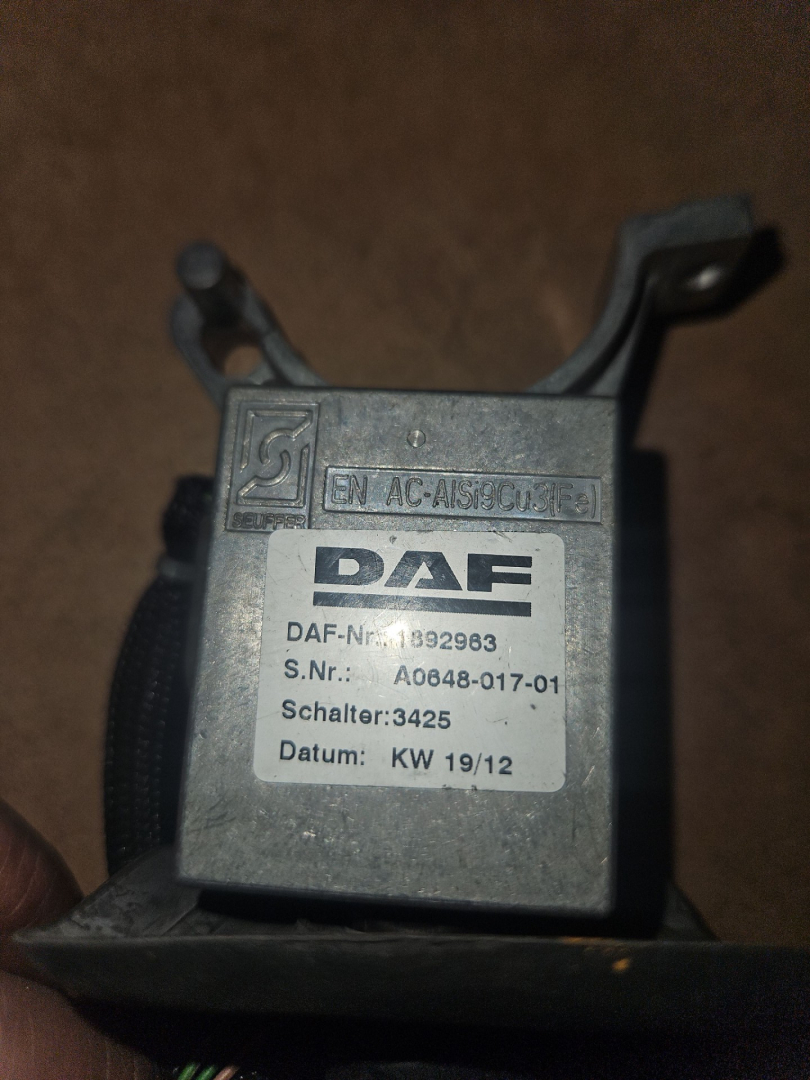 SEUFFER
EN AC-AlSi9Cu3(Fe)
DAF
DAF-Nr.: 1892963
S.Nr.: A0648-017-01
Schalter:3425
Datum: KW 19/12